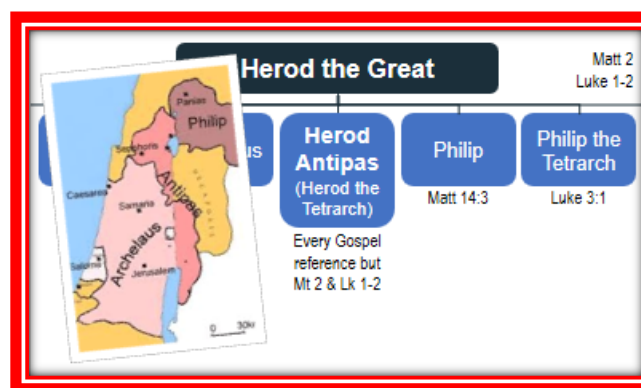 Herod the Great
Matt 2
Luke 1-2
us
Herod
Antipas
(Herod the
Tetrarch)
Every Gospel
reference but
Mt 2 & Lk 1-2
Philip
Matt 14:3
Philip the
Tetrarch
Luke 3:1
Panias
Philip
Sepphoris
Antipas
Caesarea
Samaria
Archelaus
Jerusalem
0 30